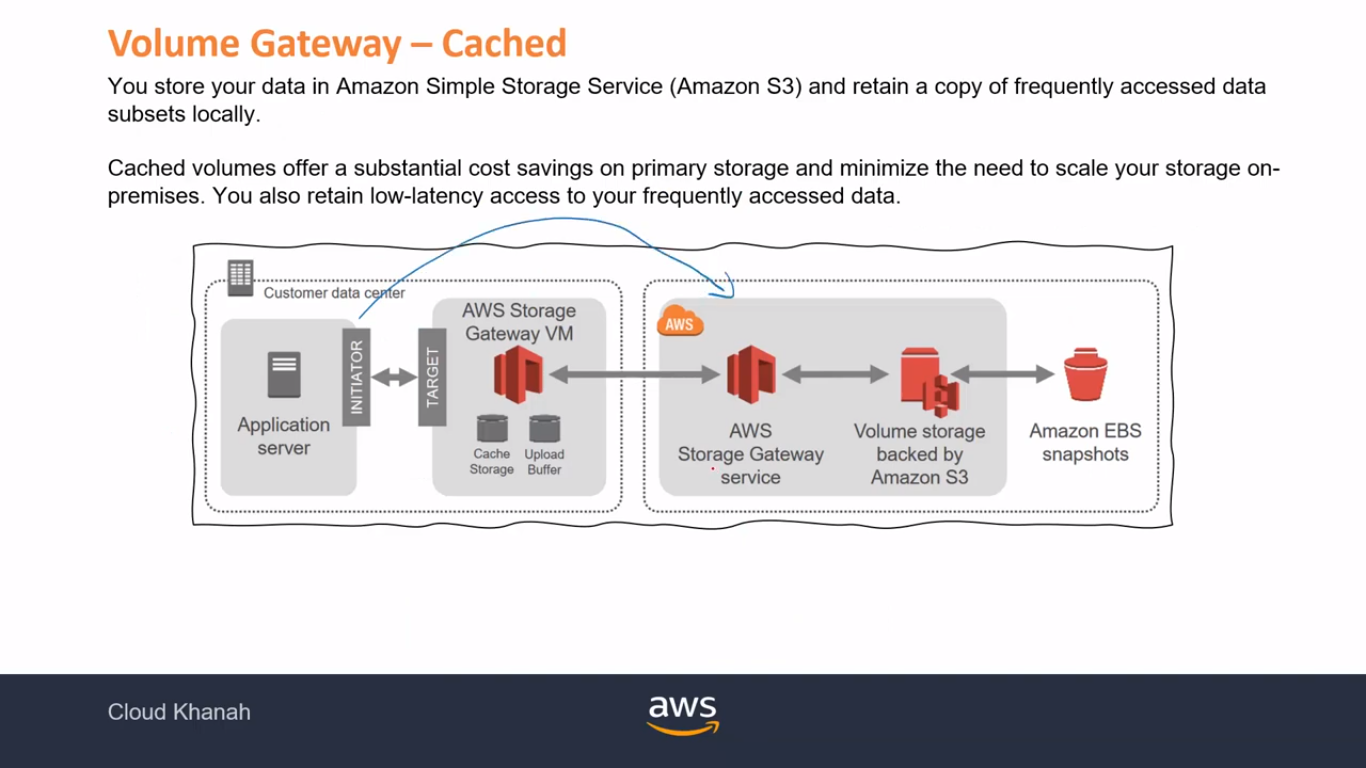 Volume Gateway – Cached
You store your data in Amazon Simple Storage Service (Amazon S3) and retain a copy of frequently accessed data
subsets locally.
Cached volumes offer a substantial cost savings on primary storage and minimize the need to scale your storage on-
premises. You also retain low-latency access to your frequently accessed data.
Customer data center
Application
server
INITIATOR
TARGET
AWS Storage
Gateway VM
Cache
Storage
Upload
Buffer
AWS
AWS
Storage Gateway
service
Volume storage
backed by
Amazon S3
Amazon EBS
snapshots
Cloud Khanah
aws